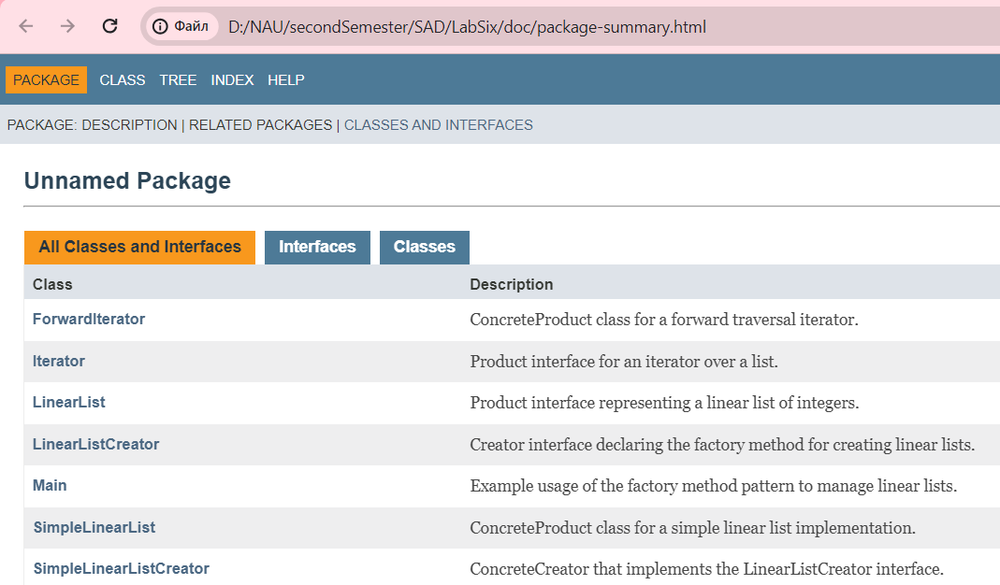 Файл D:/NAU/secondSemester/SAD/LabSix/doc/package-summary.html
PACKAGE CLASS TREE INDEX HELP
PACKAGE: DESCRIPTION | RELATED PACKAGES | CLASSES AND INTERFACES
Unnamed Package
All Classes and Interfaces Interfaces Classes
Class Description
ForwardIterator ConcreteProduct class for a forward traversal iterator.
Iterator Product interface for an iterator over a list.
LinearList Product interface representing a linear list of integers.
LinearListCreator Creator interface declaring the factory method for creating linear lists.
Main Example usage of the factory method pattern to manage linear lists.
SimpleLinearList ConcreteProduct class for a simple linear list implementation.
SimpleLinearListCreator ConcreteCreator that implements the LinearListCreator interface.